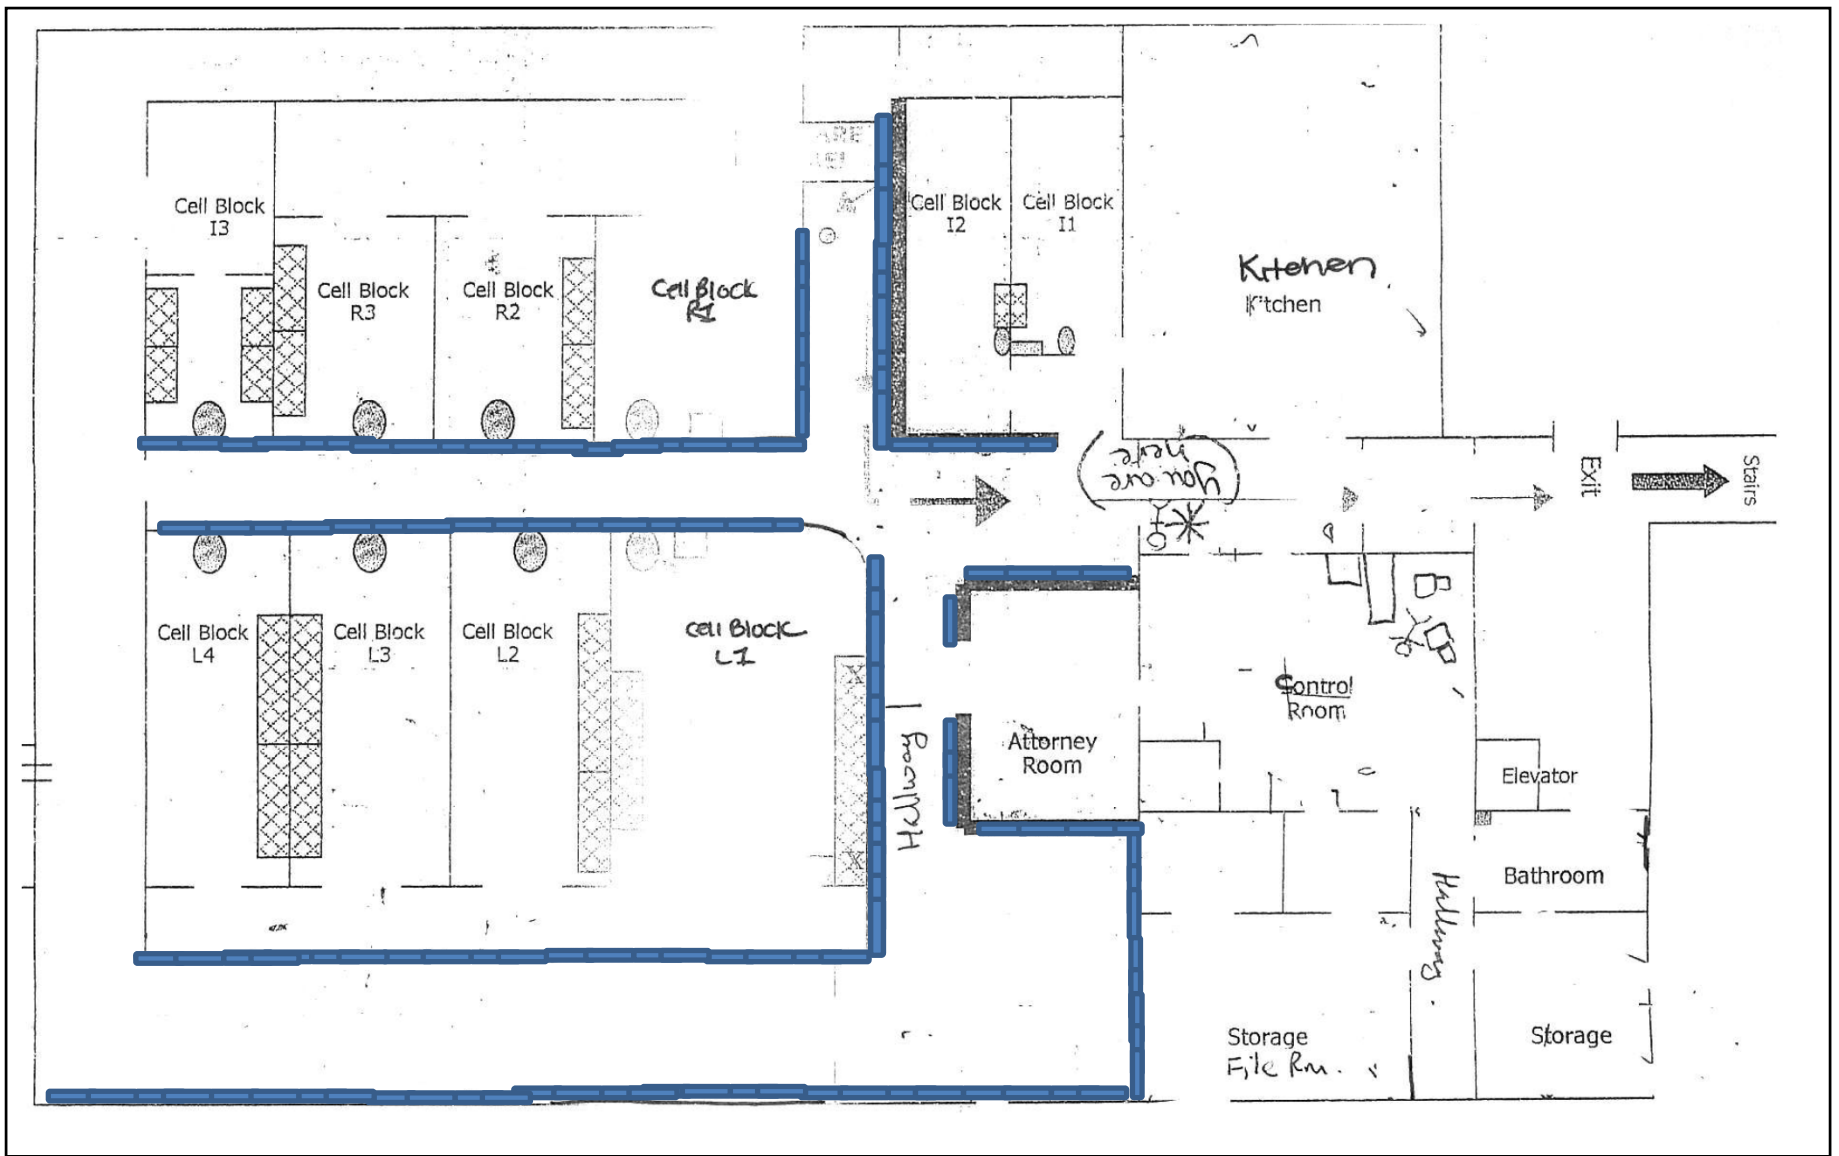 Cell Block
I3
Cell Block
R3
Cell Block
R2
Cell Block
R1
Cell Block
I2
Cell Block
I1
Kitchen
Kitchen
You are
here
Exit
Stairs
Cell Block
L4
Cell Block
L3
Cell Block
L2
Cell Block
L1
Hallway
Attorney
Room
Control
Room
Elevator
Bathroom
Hallway
Storage
File Rm.
Storage